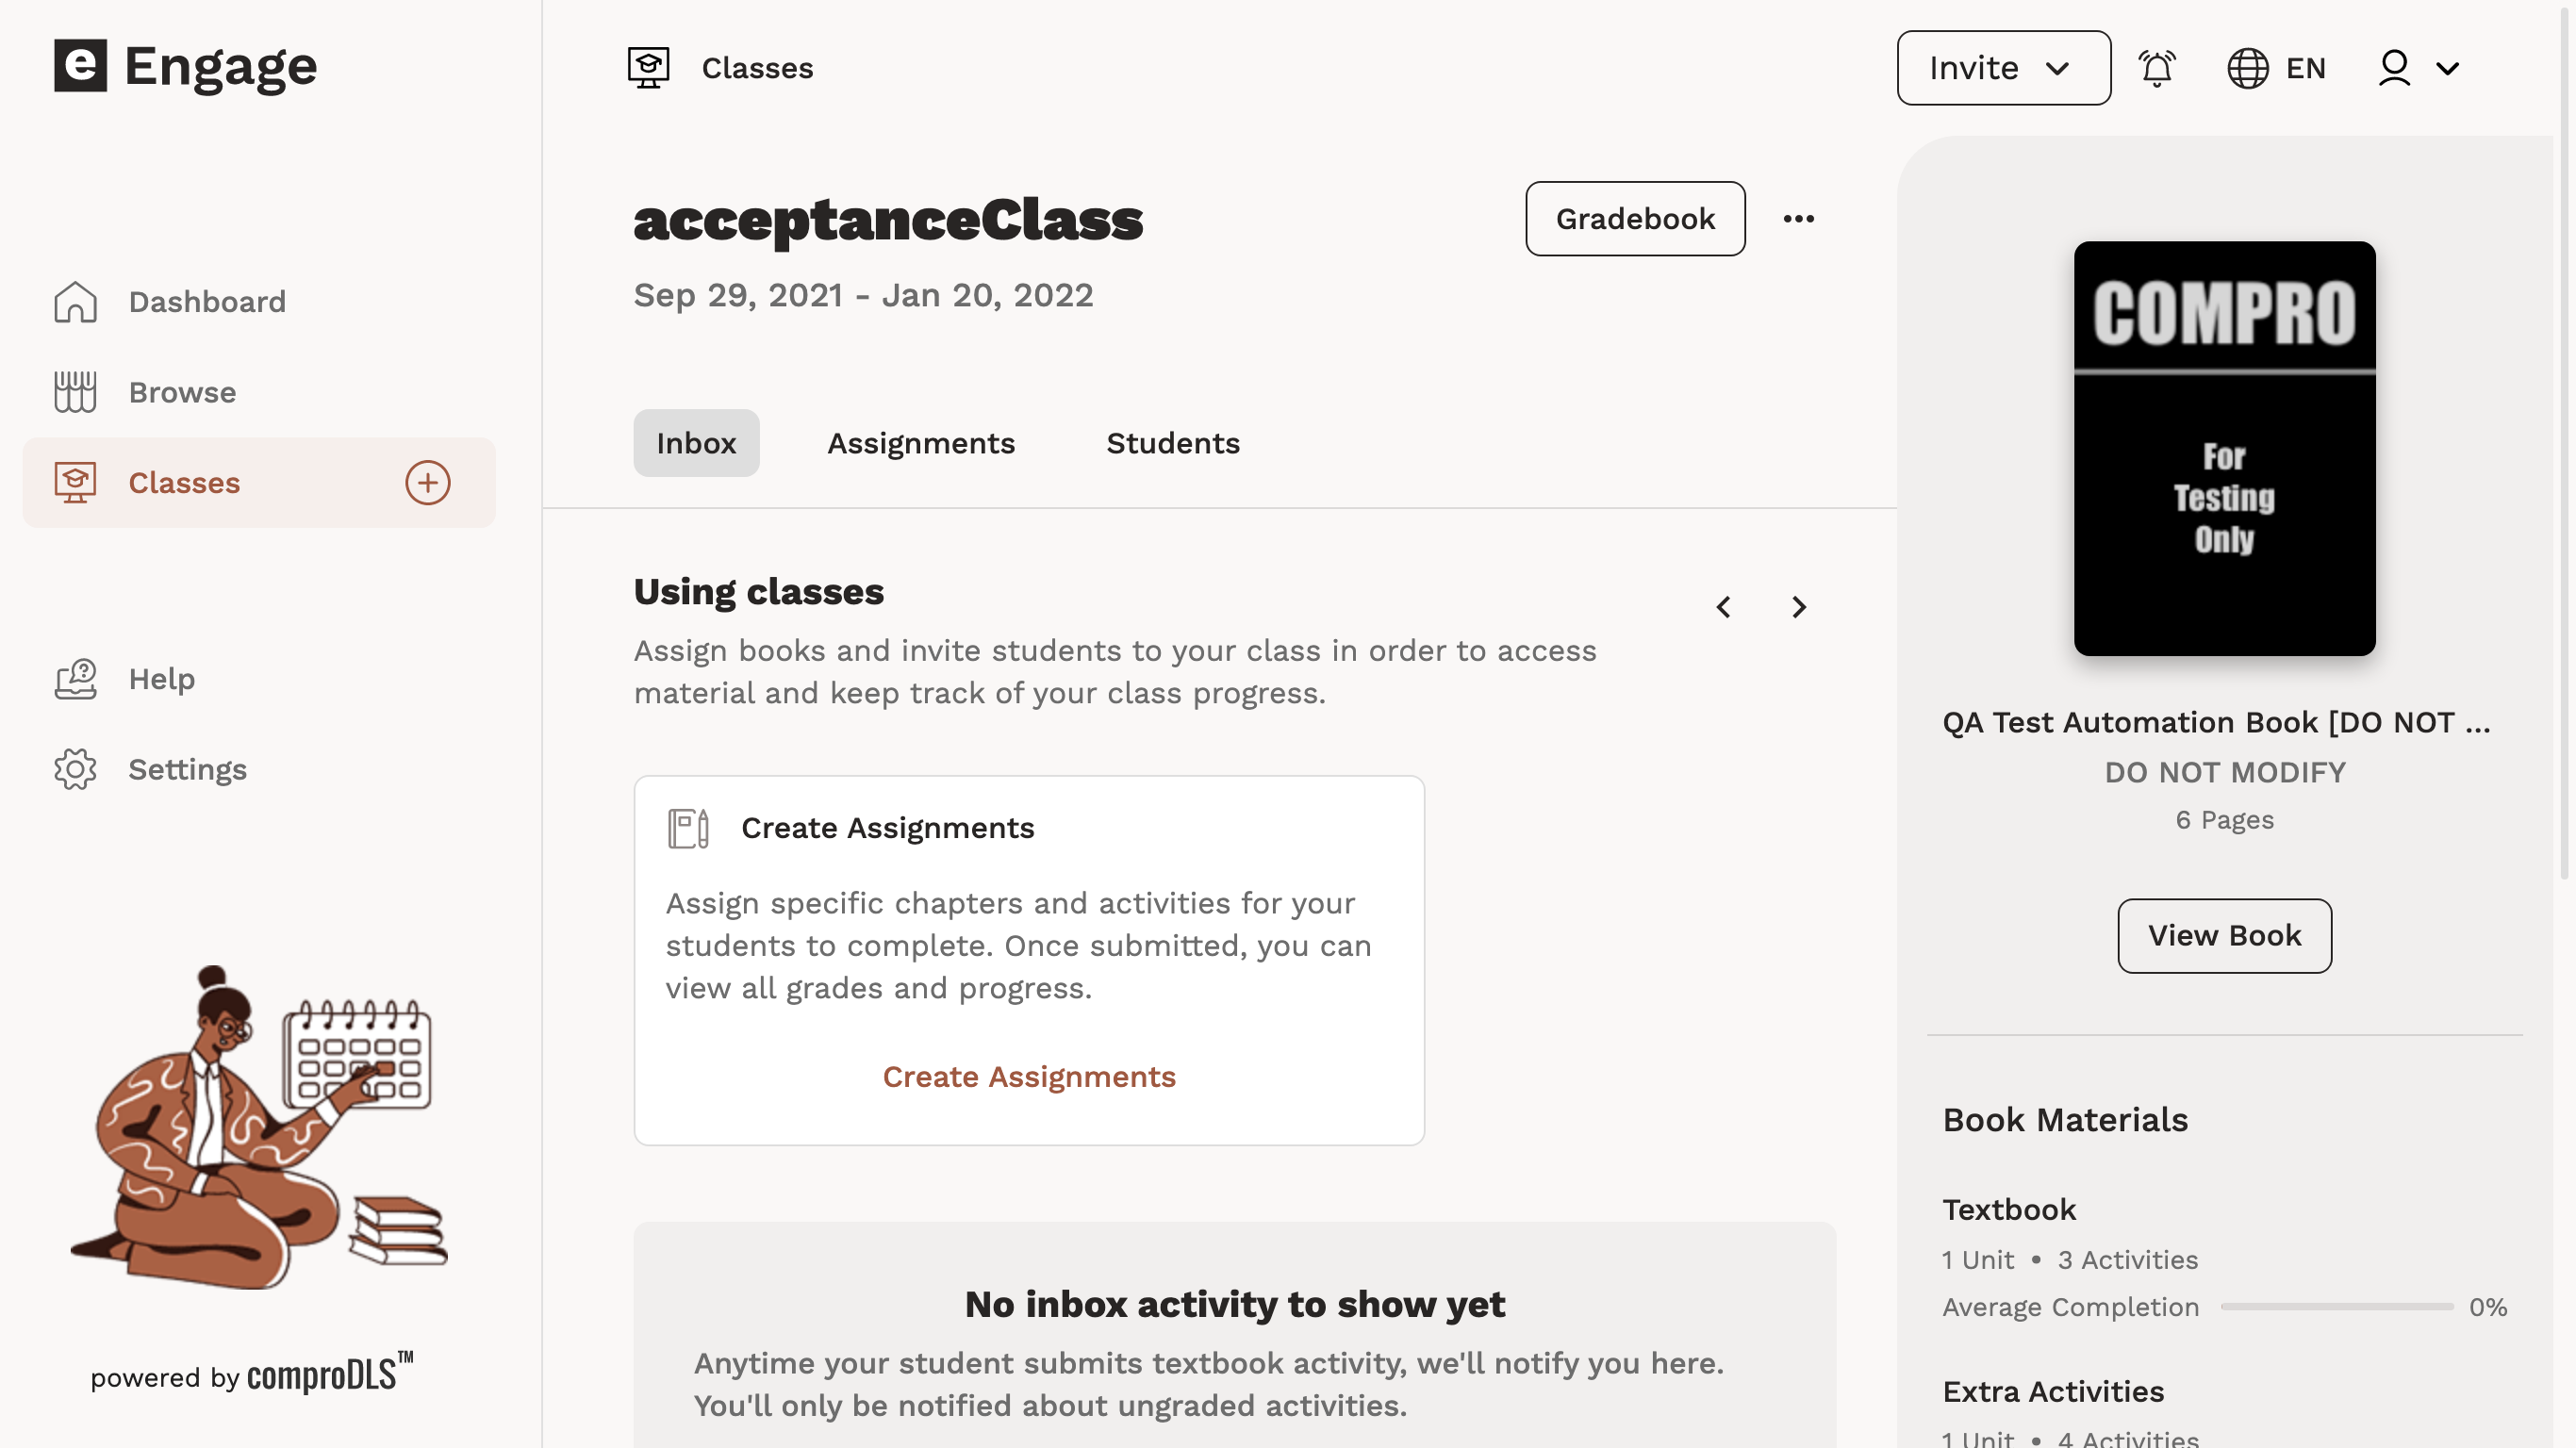 e Engage
Dashboard
Browse
Classes
Help
Settings
powered by comproDLS™
Classes
Invite
EN
acceptanceClass
Gradebook
Sep 29, 2021 - Jan 20, 2022
Inbox
Assignments
Students
Using classes
Assign books and invite students to your class in order to access
material and keep track of your class progress.
Create Assignments
Assign specific chapters and activities for your
students to complete. Once submitted, you can
view all grades and progress.
Create Assignments
No inbox activity to show yet
Anytime your student submits textbook activity, we'll notify you here.
You'll only be notified about ungraded activities.
COMPRO
For
Testing
Only
QA Test Automation Book [DO NOT ...
DO NOT MODIFY
6 Pages
View Book
Book Materials
Textbook
1 Unit • 3 Activities
Average Completion 0%
Extra Activities
1 Unit • 4 Activities